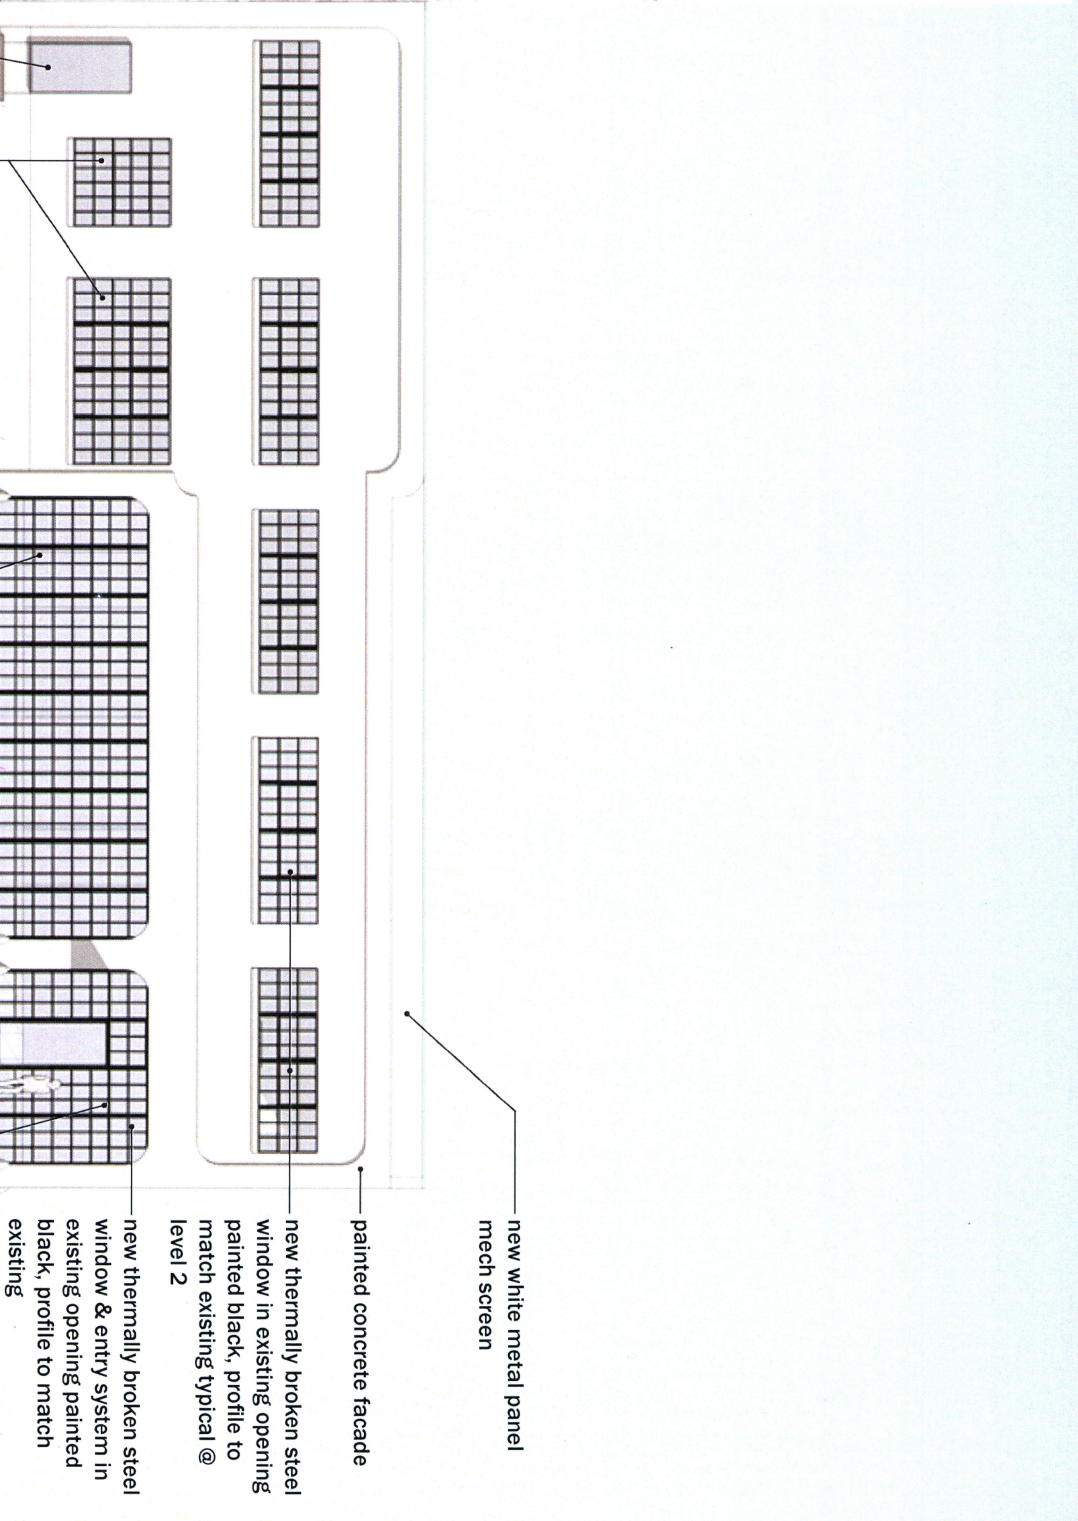 new white metal panel
mech screen
painted concrete facade
new thermally broken steel
window in existing opening
painted black, profile to
match existing typical @
level 2
new thermally broken steel
window & entry system in
existing opening painted
black, profile to match
existing